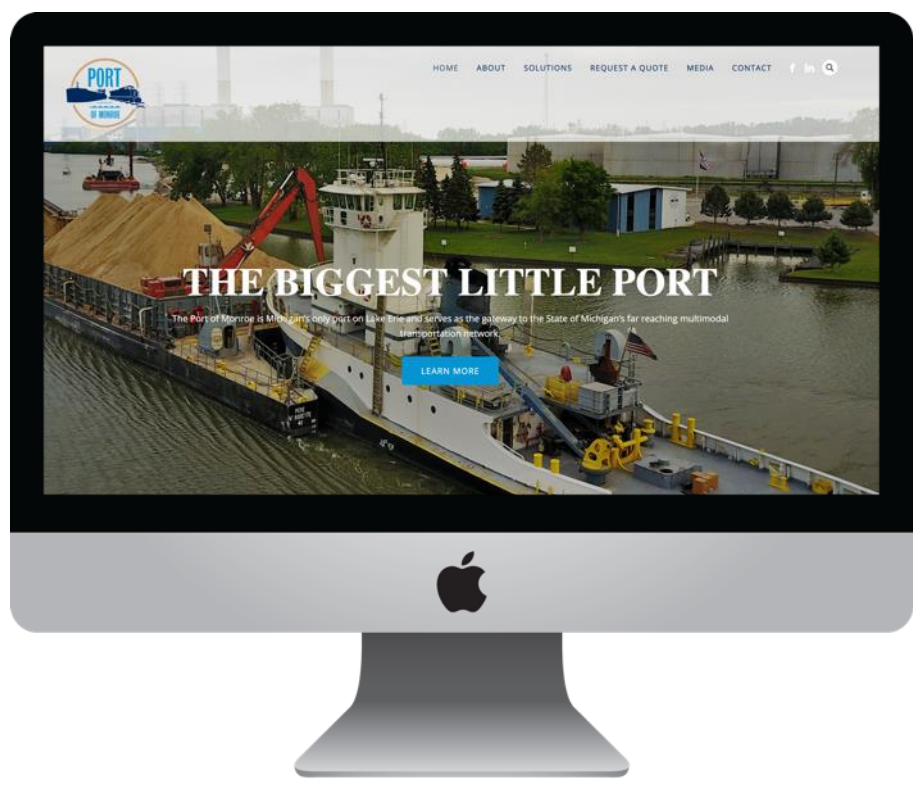 PORT
OF MONROE
HOME ABOUT SOLUTIONS REQUEST A QUOTE MEDIA CONTACT f in
THE BIGGEST LITTLE PORT
The Port of Monroe is Michigan's only port on Lake Erie and serves as the gateway to the State of Michigan's far reaching multimodal
transportation network.
LEARN MORE